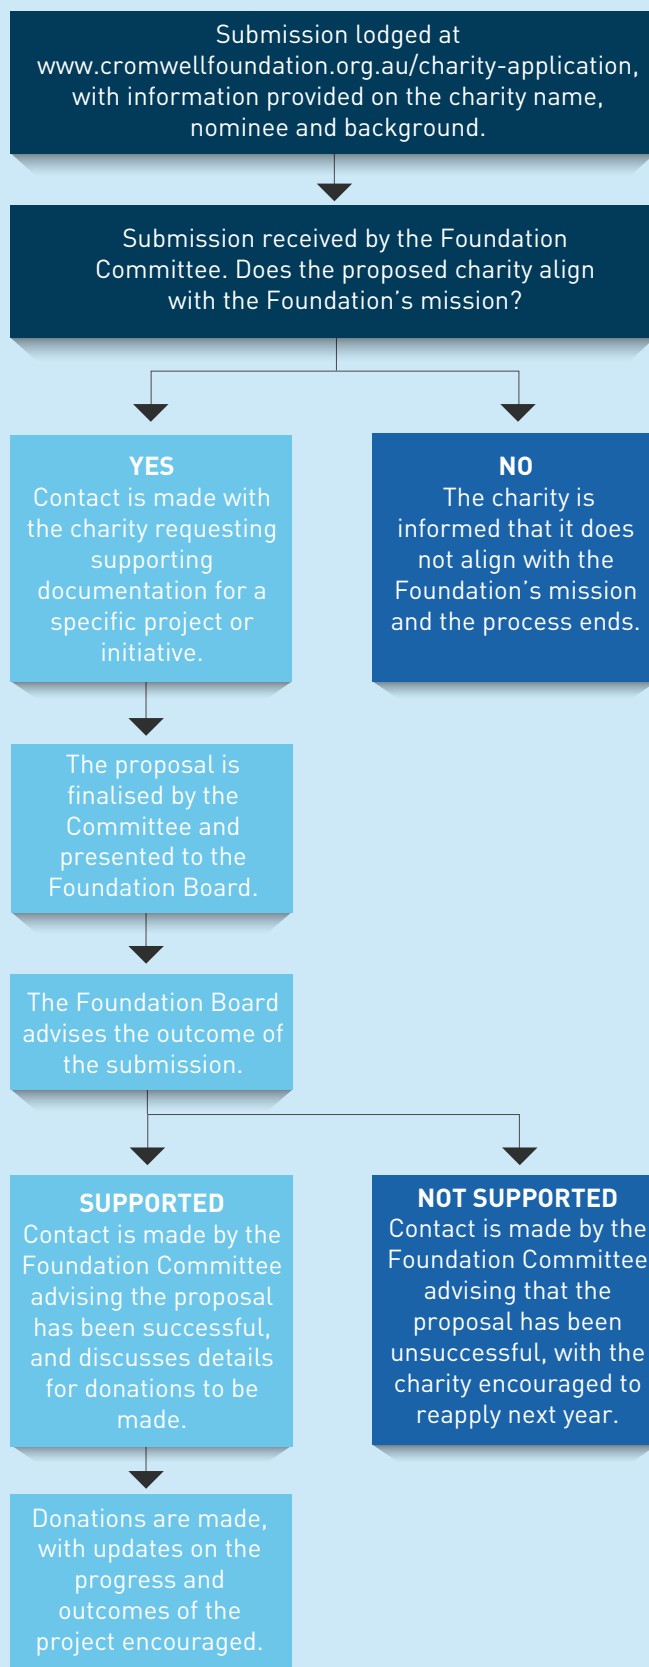 Submission lodged at
www.cromwellfoundation.org.au/charity-application,
with information provided on the charity name,
nominee and background.
Submission received by the Foundation
Committee. Does the proposed charity align
with the Foundation’s mission?
YES
Contact is made with
the charity requesting
supporting
documentation for a
specific project or
initiative.
NO
The charity is
informed that it does
not align with the
Foundation’s mission
and the process ends.
The proposal is
finalised by the
Committee and
presented to the
Foundation Board.
The Foundation Board
advises the outcome of
the submission.
SUPPORTED
Contact is made by the
Foundation Committee
advising the proposal
has been successful,
and discusses details
for donations to be
made.
NOT SUPPORTED
Contact is made by the
Foundation Committee
advising that the
proposal has been
unsuccessful, with the
charity encouraged to
reapply next year.
Donations are made,
with updates on the
progress and
outcomes of the
project encouraged.